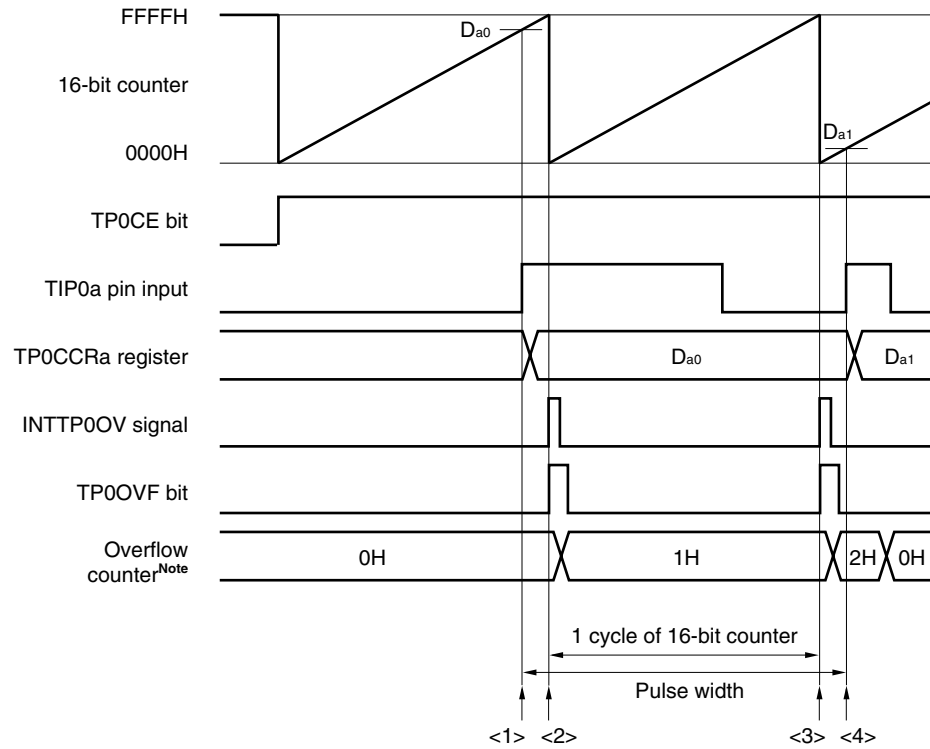 FFFFH
Da0
16-bit counter
Da1
0000H
TP0CE bit
TIP0a pin input
TP0CCRa register
Da0
Da1
INTTP0OV signal
TP0OVF bit
Overflow
counterNote
0H
1H
2H
0H
1 cycle of 16-bit counter
Pulse width
<1> <2> <3> <4>